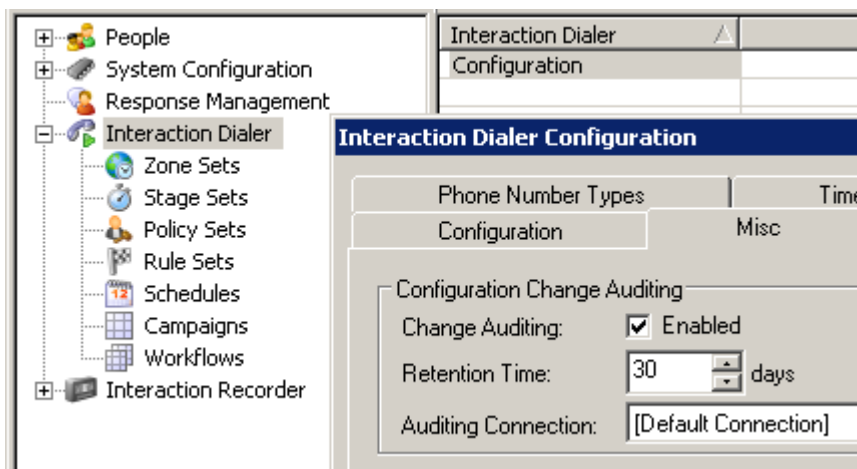 People
System Configuration
Response Management
Interaction Dialer
Zone Sets
Stage Sets
Policy Sets
Rule Sets
12
Schedules
Campaigns
Workflows
Interaction Recorder
Interaction Dialer
Configuration
Interaction Dialer Configuration
Phone Number Types
Time
Configuration
Misc
Configuration Change Auditing
Change Auditing: Enabled
Retention Time: 30 days
Auditing Connection: [Default Connection]